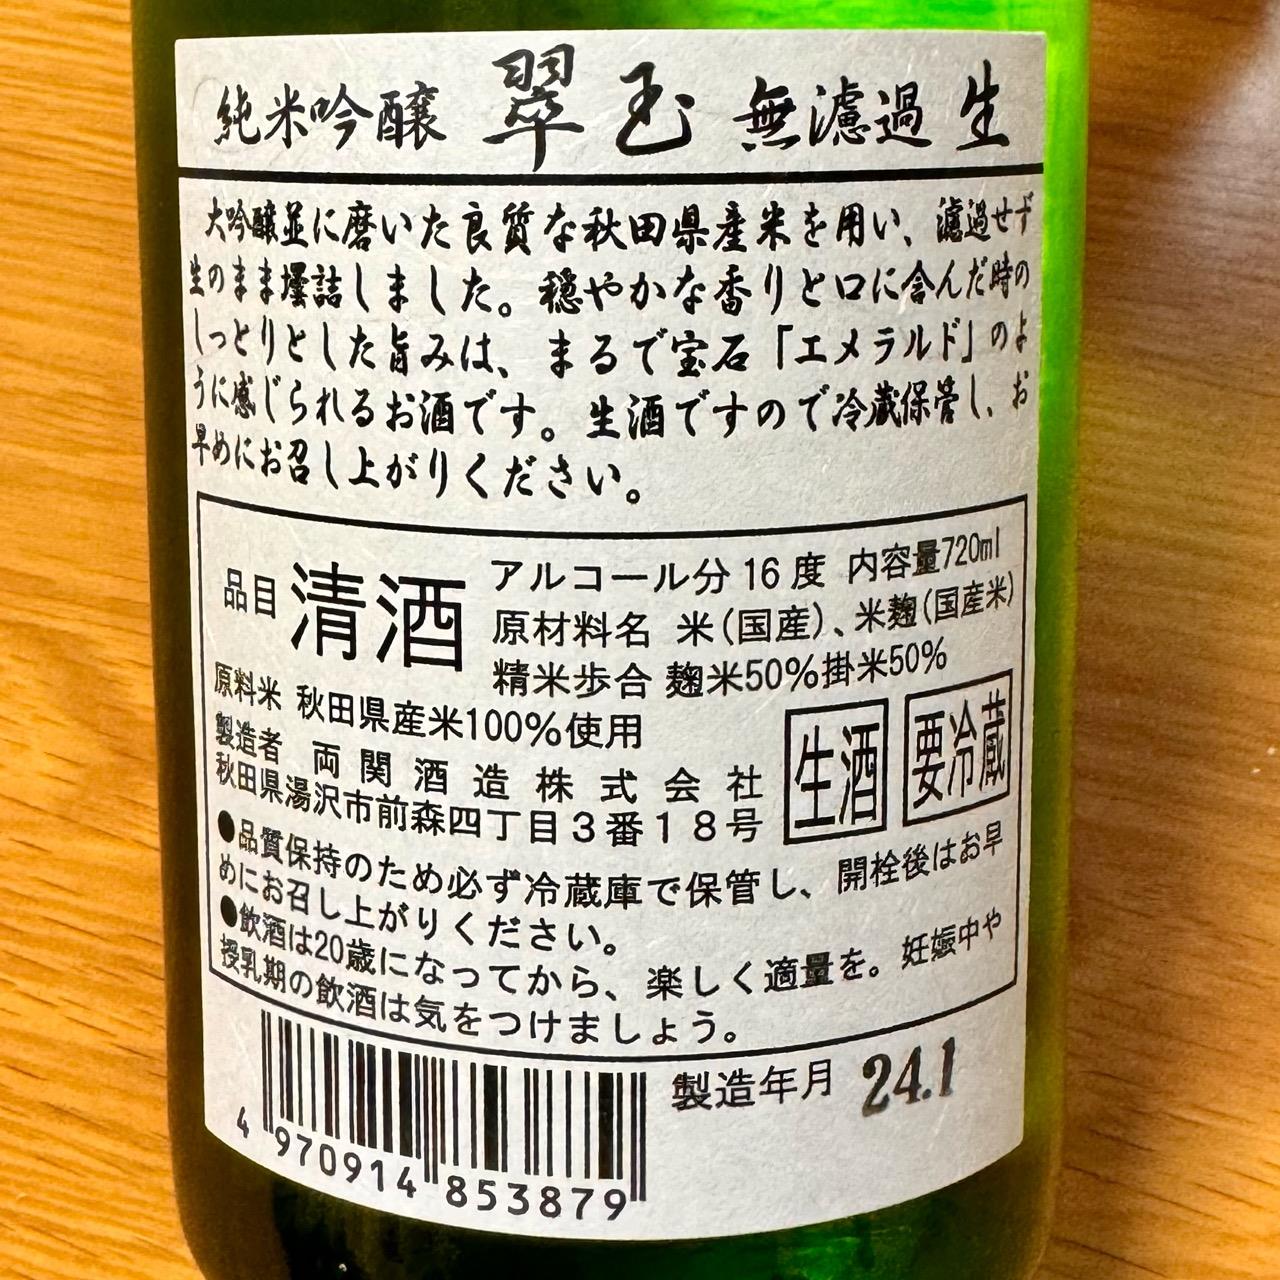 純米吟醸 翠玉 無濾過 生
大吟醸並に磨いた良質な秋田県産米を用い、濾過せず
生のまま壜詰しました。穏やかな香りと口に含んだ時の
しっとりとした旨みは、まるで宝石「エメラルド」のよ
うに感じられるお酒です。生酒ですので冷蔵保管し、お
早めにお召し上がりください。
品目 清酒
アルコール分16度 内容量720ml
原材料名 米(国産)、米麹(国産米)
精米歩合 麹米50%掛米50%
原料米 秋田県産米100%使用
製造者 両関酒造株式会社
秋田県湯沢市前森四丁目3番18号
生酒 要冷蔵
●品質保持のため必ず冷蔵庫で保管し、開栓後はお早
めにお召し上がりください。
●飲酒は20歳になってから、楽しく適量を。妊娠中や
授乳期の飲酒は気をつけましょう。
製造年月 24.1
4 970914 853879